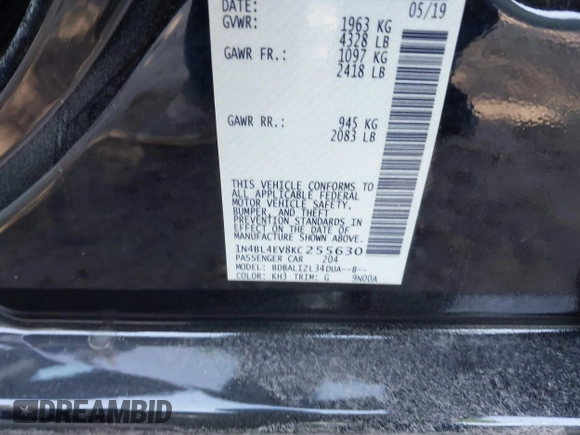 DATE: 05/19
GVWR: 1963 KG
4328 LB
GAWR FR.: 1097 KG
2418 LB
GAWR RR.: 945 KG
2083 LB
THIS VEHICLE CONFORMS TO
ALL APPLICABLE FEDERAL
MOTOR VEHICLE SAFETY,
BUMPER, AND THEFT
PREVENTION STANDARDS IN
EFFECT ON THE DATE OF
MANUFACTURE SHOWN ABOVE.
1N4BL4EV8KC255630
PASSENGER CAR 204
MODEL: BDBALIZL34DUA--B--
COLOR: KH3 TRIM: G 9N00A
DREAMBID